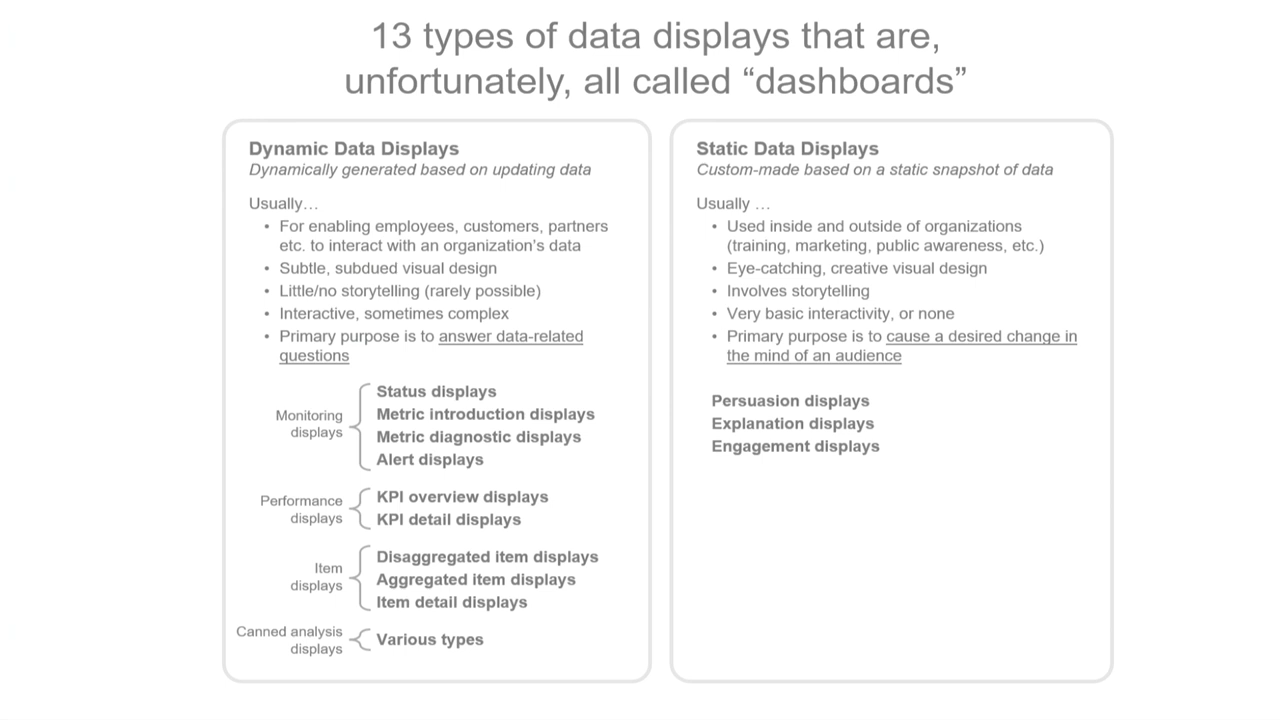 13 types of data displays that are,
unfortunately, all called “dashboards”
Dynamic Data Displays
Dynamically generated based on updating data
Usually…
• For enabling employees, customers, partners
etc. to interact with an organization’s data
• Subtle, subdued visual design
• Little/no storytelling (rarely possible)
• Interactive, sometimes complex
• Primary purpose is to answer data-related
questions
Monitoring
displays
Status displays
Metric introduction displays
Metric diagnostic displays
Alert displays
Performance
displays
KPI overview displays
KPI detail displays
Item
displays
Disaggregated item displays
Aggregated item displays
Item detail displays
Canned analysis
displays
Various types
Static Data Displays
Custom-made based on a static snapshot of data
Usually …
• Used inside and outside of organizations
(training, marketing, public awareness, etc.)
• Eye-catching, creative visual design
• Involves storytelling
• Very basic interactivity, or none
• Primary purpose is to cause a desired change in
the mind of an audience
Persuasion displays
Explanation displays
Engagement displays